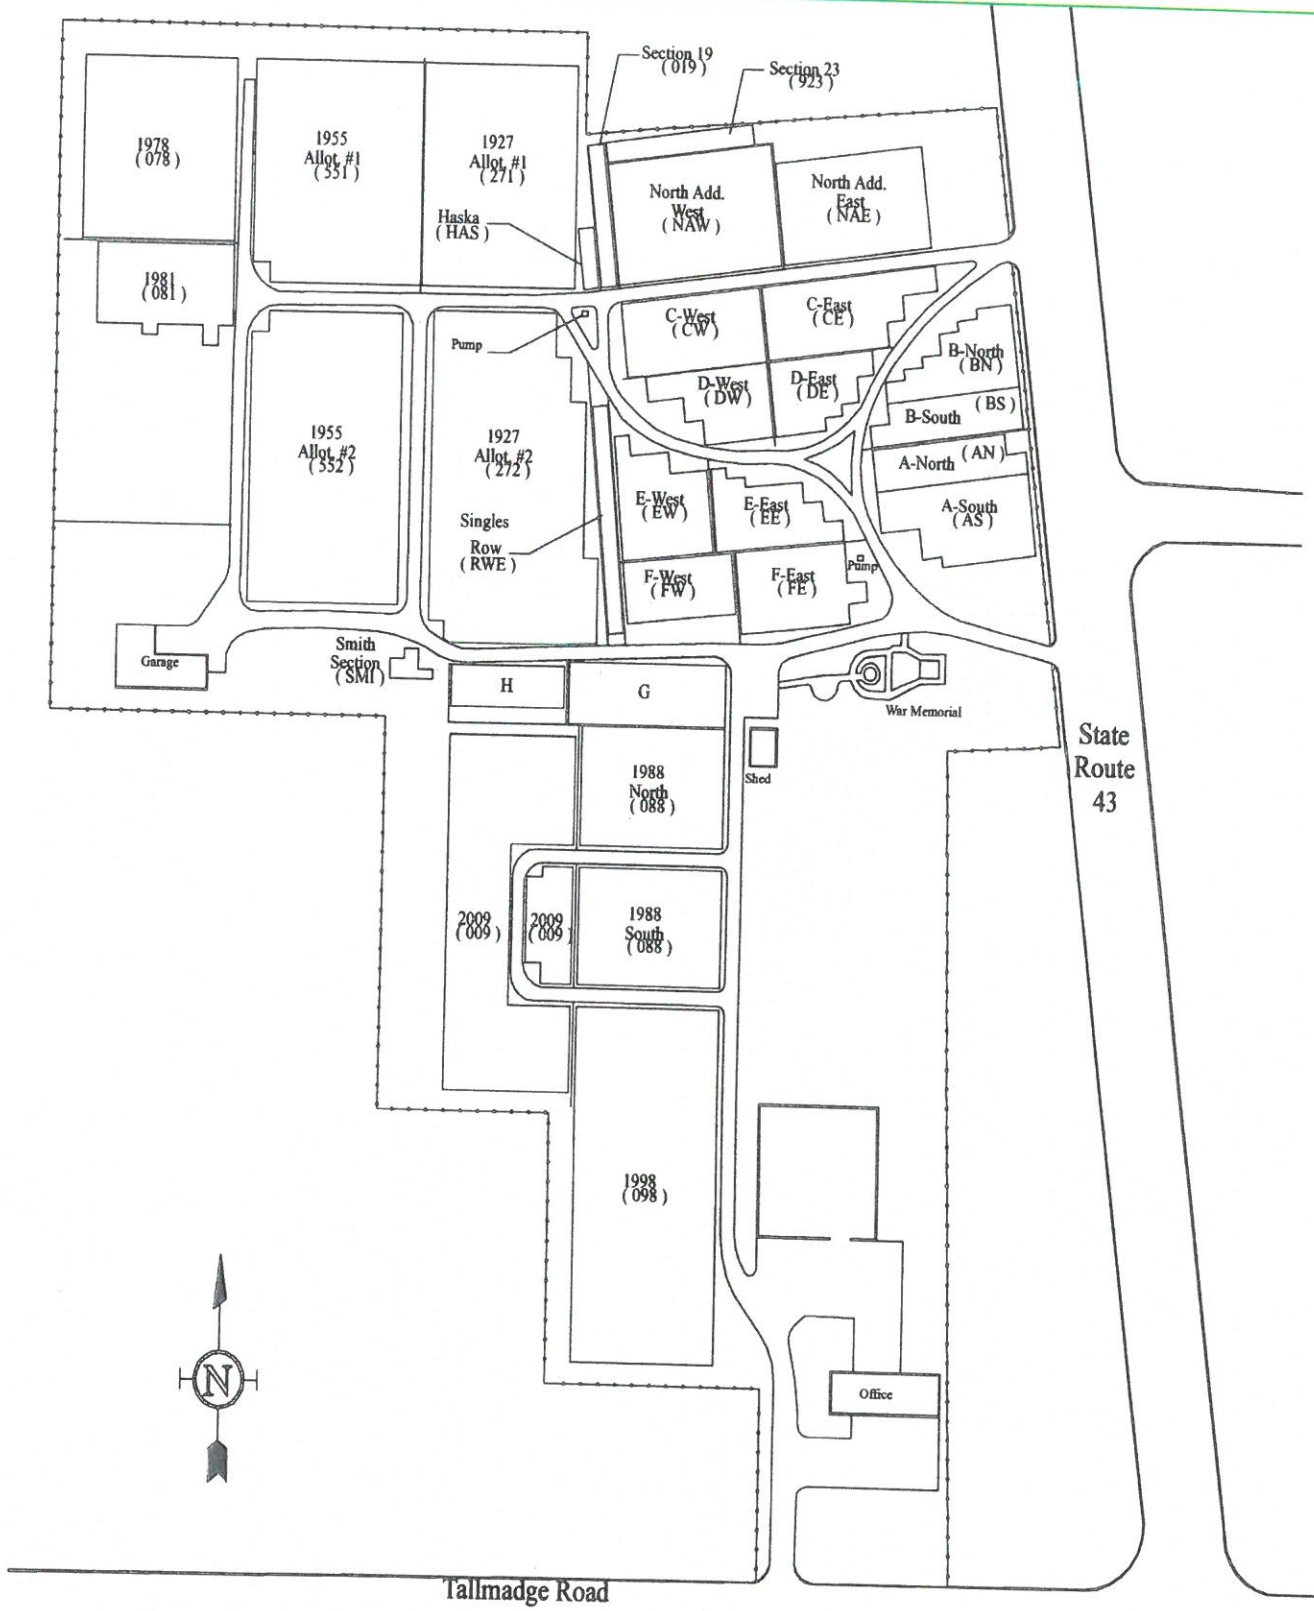 Section 19
( 019 )
Section 23
( 923 )
1978
( 078 )
1955
Allot. #1
( 551 )
1927
Allot. #1
( 271 )
North Add.
West
( NAW )
North Add.
East
( NAE )
Haska
( HAS )
1981
( 081 )
C-West
( CW )
C-East
( CE )
Pump
B-North
( BN )
D-West
( DW )
D-East
( DE )
( BS )
B-South
1955
Allot. #2
( 552 )
1927
Allot. #2
( 272 )
( AN )
A-North
E-West
( EW )
E-East
( EE )
A-South
( AS )
Singles
Row
( RWE )
F-West
( FW )
F-East
( FE )
Pump
Garage
Smith
Section
( SMI )
H
G
War Memorial
State
Route
43
1988
North
( 088 )
Shed
2009
( 009 )
2009
( 009 )
1988
South
( 088 )
1998
( 098 )
N
Office
Tallmadge Road